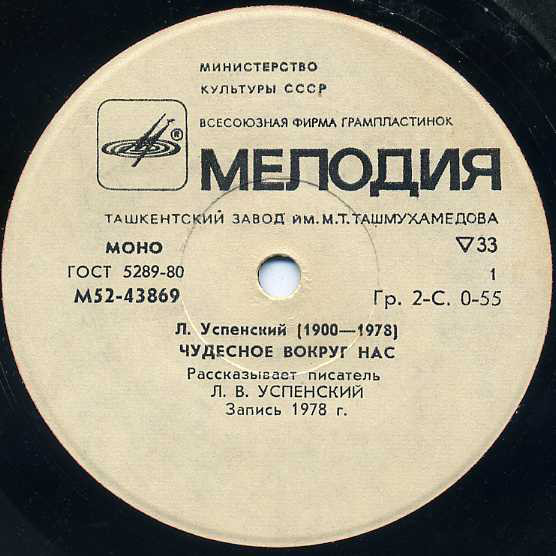 МИНИСТЕРСТВО
КУЛЬТУРЫ СССР
ВСЕСОЮЗНАЯ ФИРМА ГРАМПЛАСТИНОК
®
МЕЛОДИЯ
ТАШКЕНТСКИЙ ЗАВОД им. М.Т. ТАШМУХАМЕДОВА
МОНО ▽33
ГОСТ 5289-80 1
М52-43869 Гр. 2-С. 0-55
Л. Успенский (1900—1978)
ЧУДЕСНОЕ ВОКРУГ НАС
Рассказывает писатель
Л. В. УСПЕНСКИЙ
Запись 1978 г.